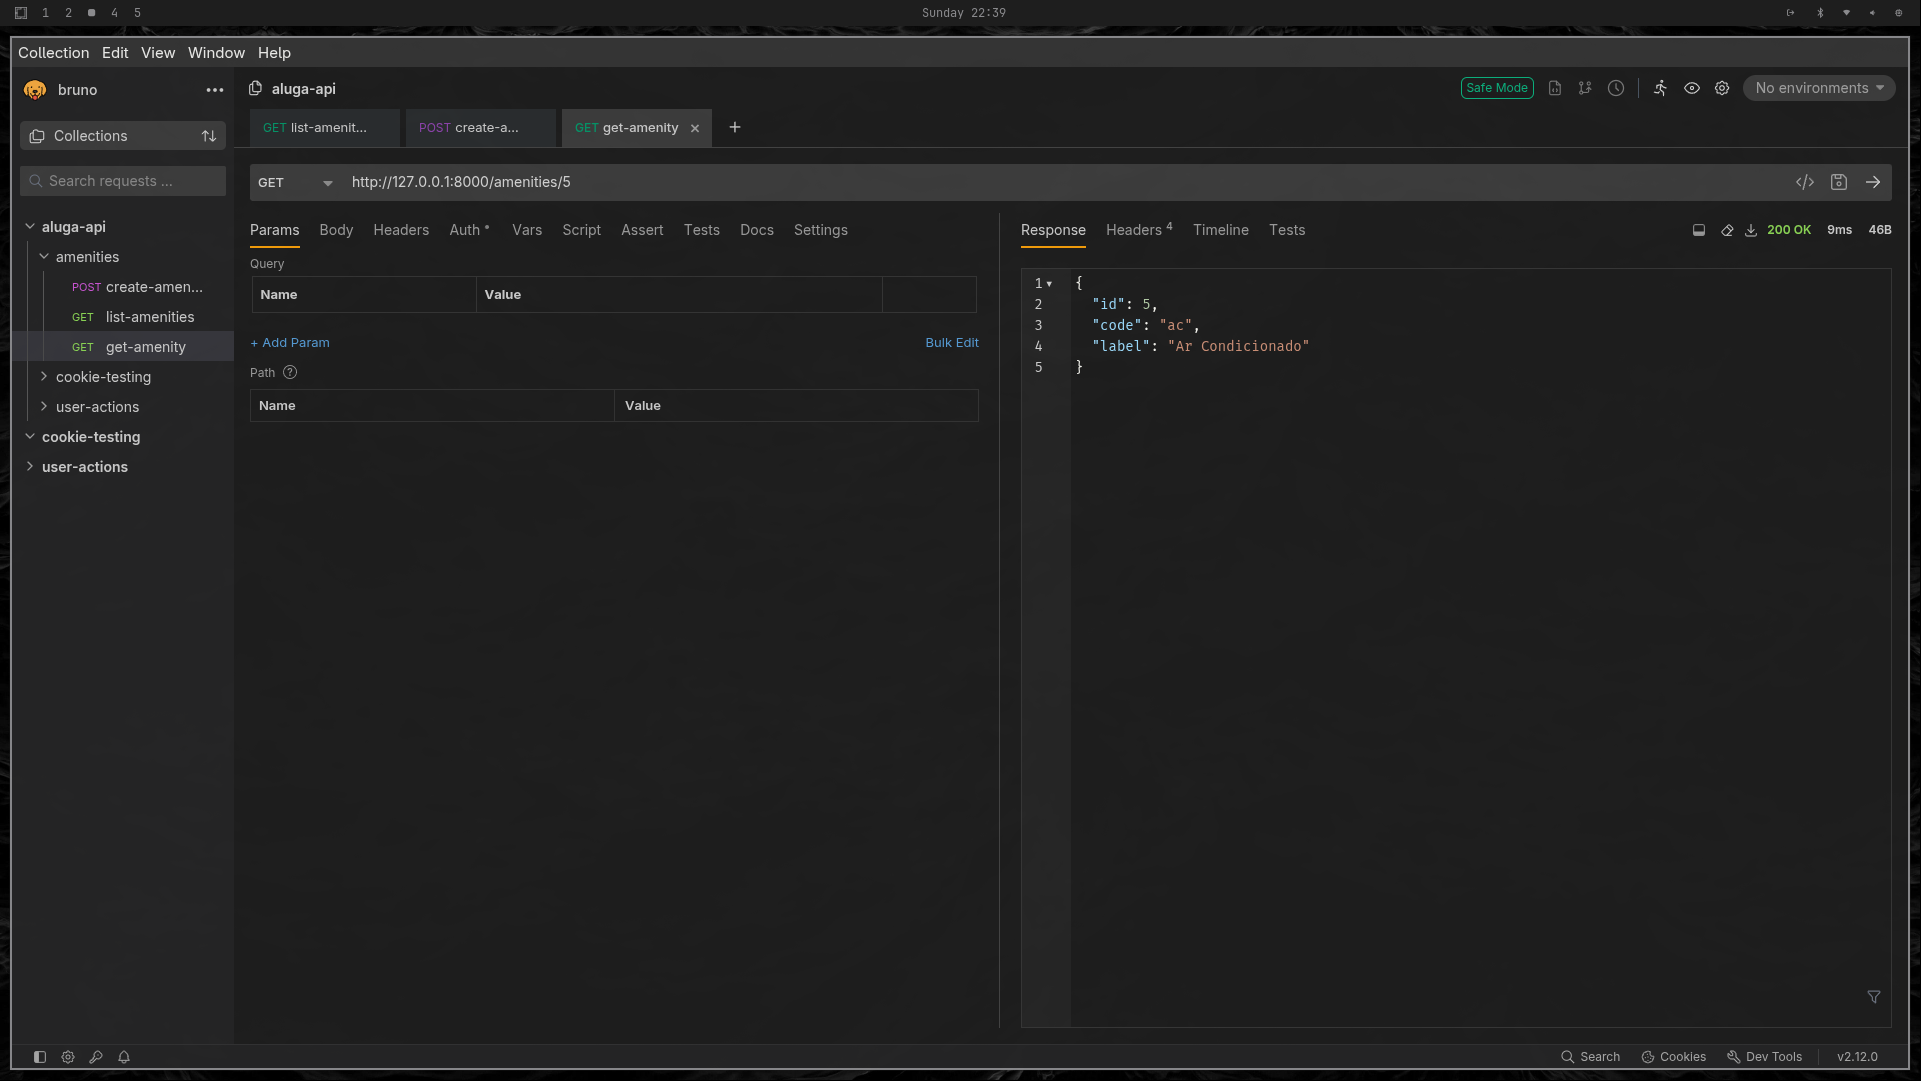 1 2 4 5
Sunday 22:39
Collection Edit View Window Help
bruno
aluga-api
Safe Mode
No environments
Collections
GET list-amenit...
POST create-a...
GET get-amenity
Search requests ...
GET
http://127.0.0.1:8000/amenities/5
Params Body Headers Auth Vars Script Assert Tests Docs Settings
Response Headers 4 Timeline Tests
200 OK 9ms 46B
aluga-api
amenities
POST create-amen...
GET list-amenities
GET get-amenity
cookie-testing
user-actions
cookie-testing
user-actions
Query
Name Value
+ Add Param
Bulk Edit
Path ?
Name Value
1 {
2 "id": 5,
3 "code": "ac",
4 "label": "Ar Condicionado"
5 }
Search
Cookies
Dev Tools
v2.12.0